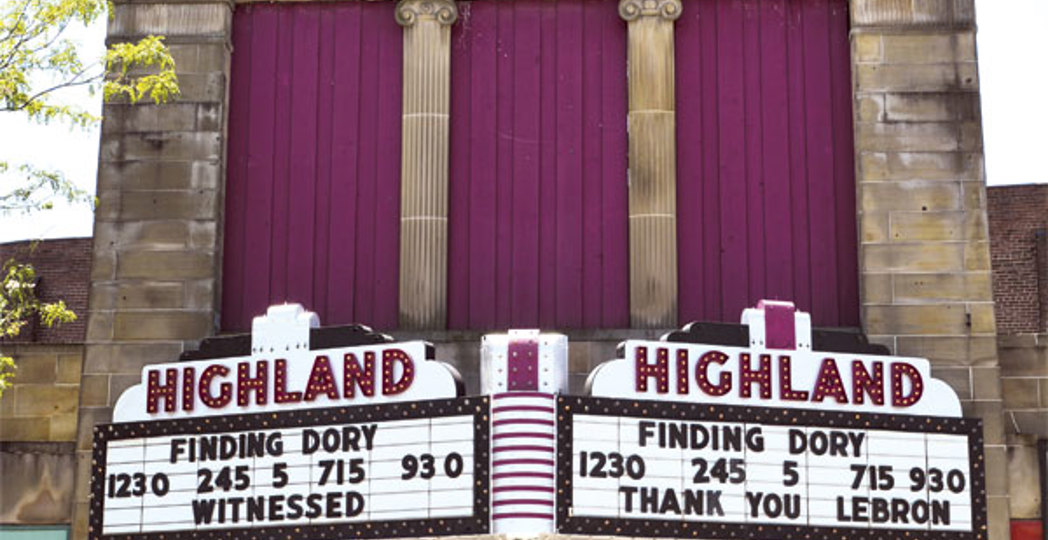 HIGHLAND
FINDING DORY
1230 245 5 715 930
WITNESSED
HIGHLAND
FINDING DORY
1230 245 5 715 930
THANK YOU LEBRON